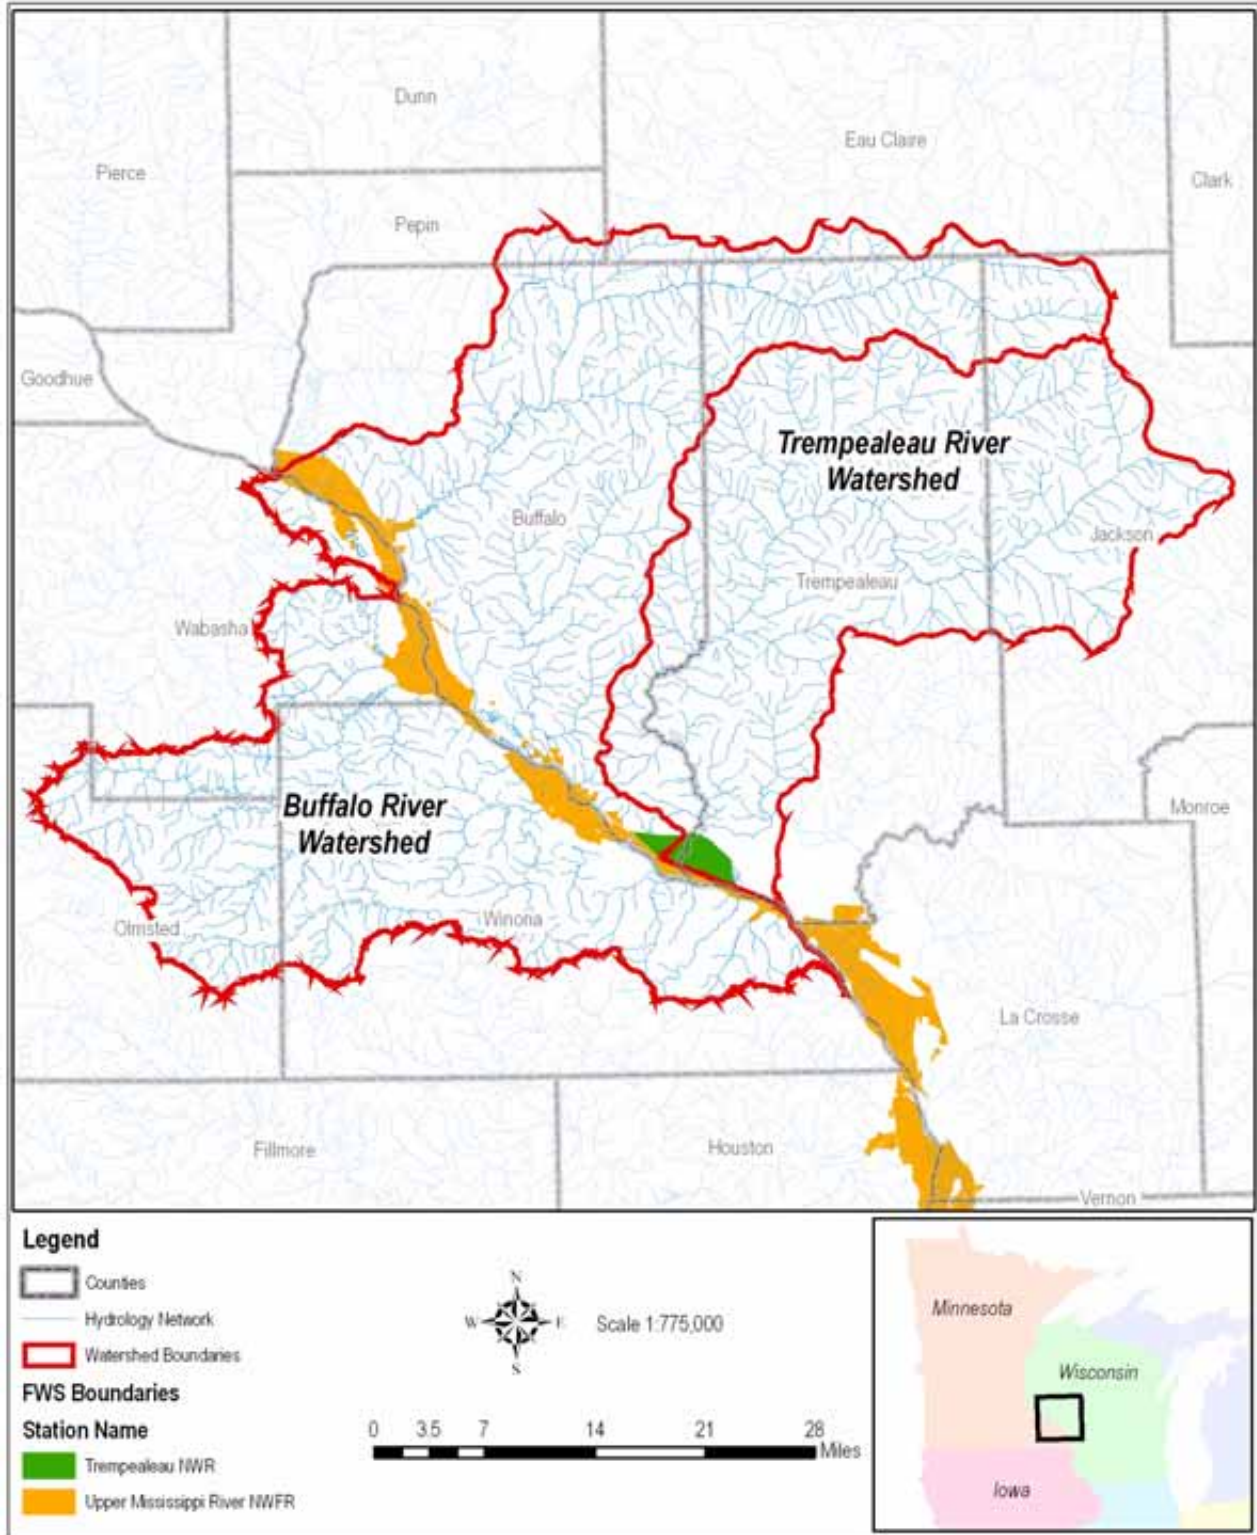 Dunn
Eau Claire
Pierce
Clark
Pepin
Goodhue
Trempealeau River
Watershed
Buffalo
Jackson
Trempealeau
Wabasha
Buffalo River
Watershed
Monroe
Olmsted
Winona
La Crosse
Fillmore
Houston
Vernon
Legend
Counties
Hydrology Network
Watershed Boundaries
FWS Boundaries
Station Name
Trempealeau NWR
Upper Mississippi River NWFR
N
W E
S
Scale 1:775,000
0 3.5 7 14 21 28
Miles
Minnesota
Wisconsin
Iowa